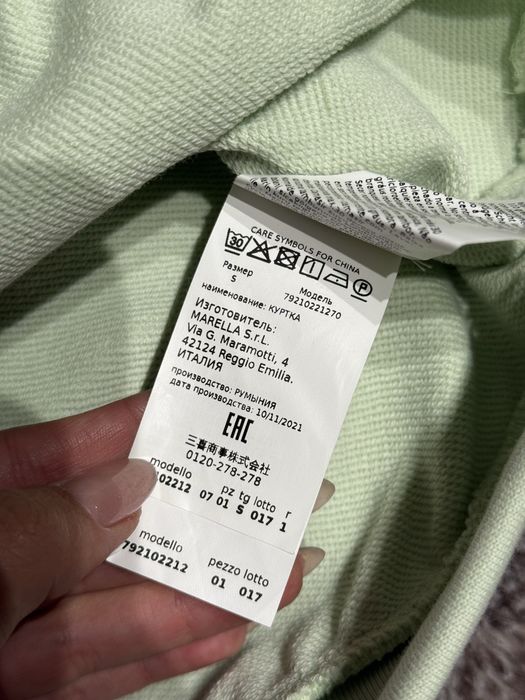 CARE SYMBOLS FOR CHINA
30 P
Размер Модель
S 79210221270
наименование: КУРТКА
Изготовитель:
MARELLA S.r.L.
Via G. Maramotti, 4
42124 Reggio Emilia.
ИТАЛИЯ
производство: РУМЫНИЯ
дата производства: 10/11/2021
EAC
三喜商事株式会社
0120-278-278
modello pz tg lotto r
02212 07 01 S 017 1
modello pezzo lotto
792102212 01 017